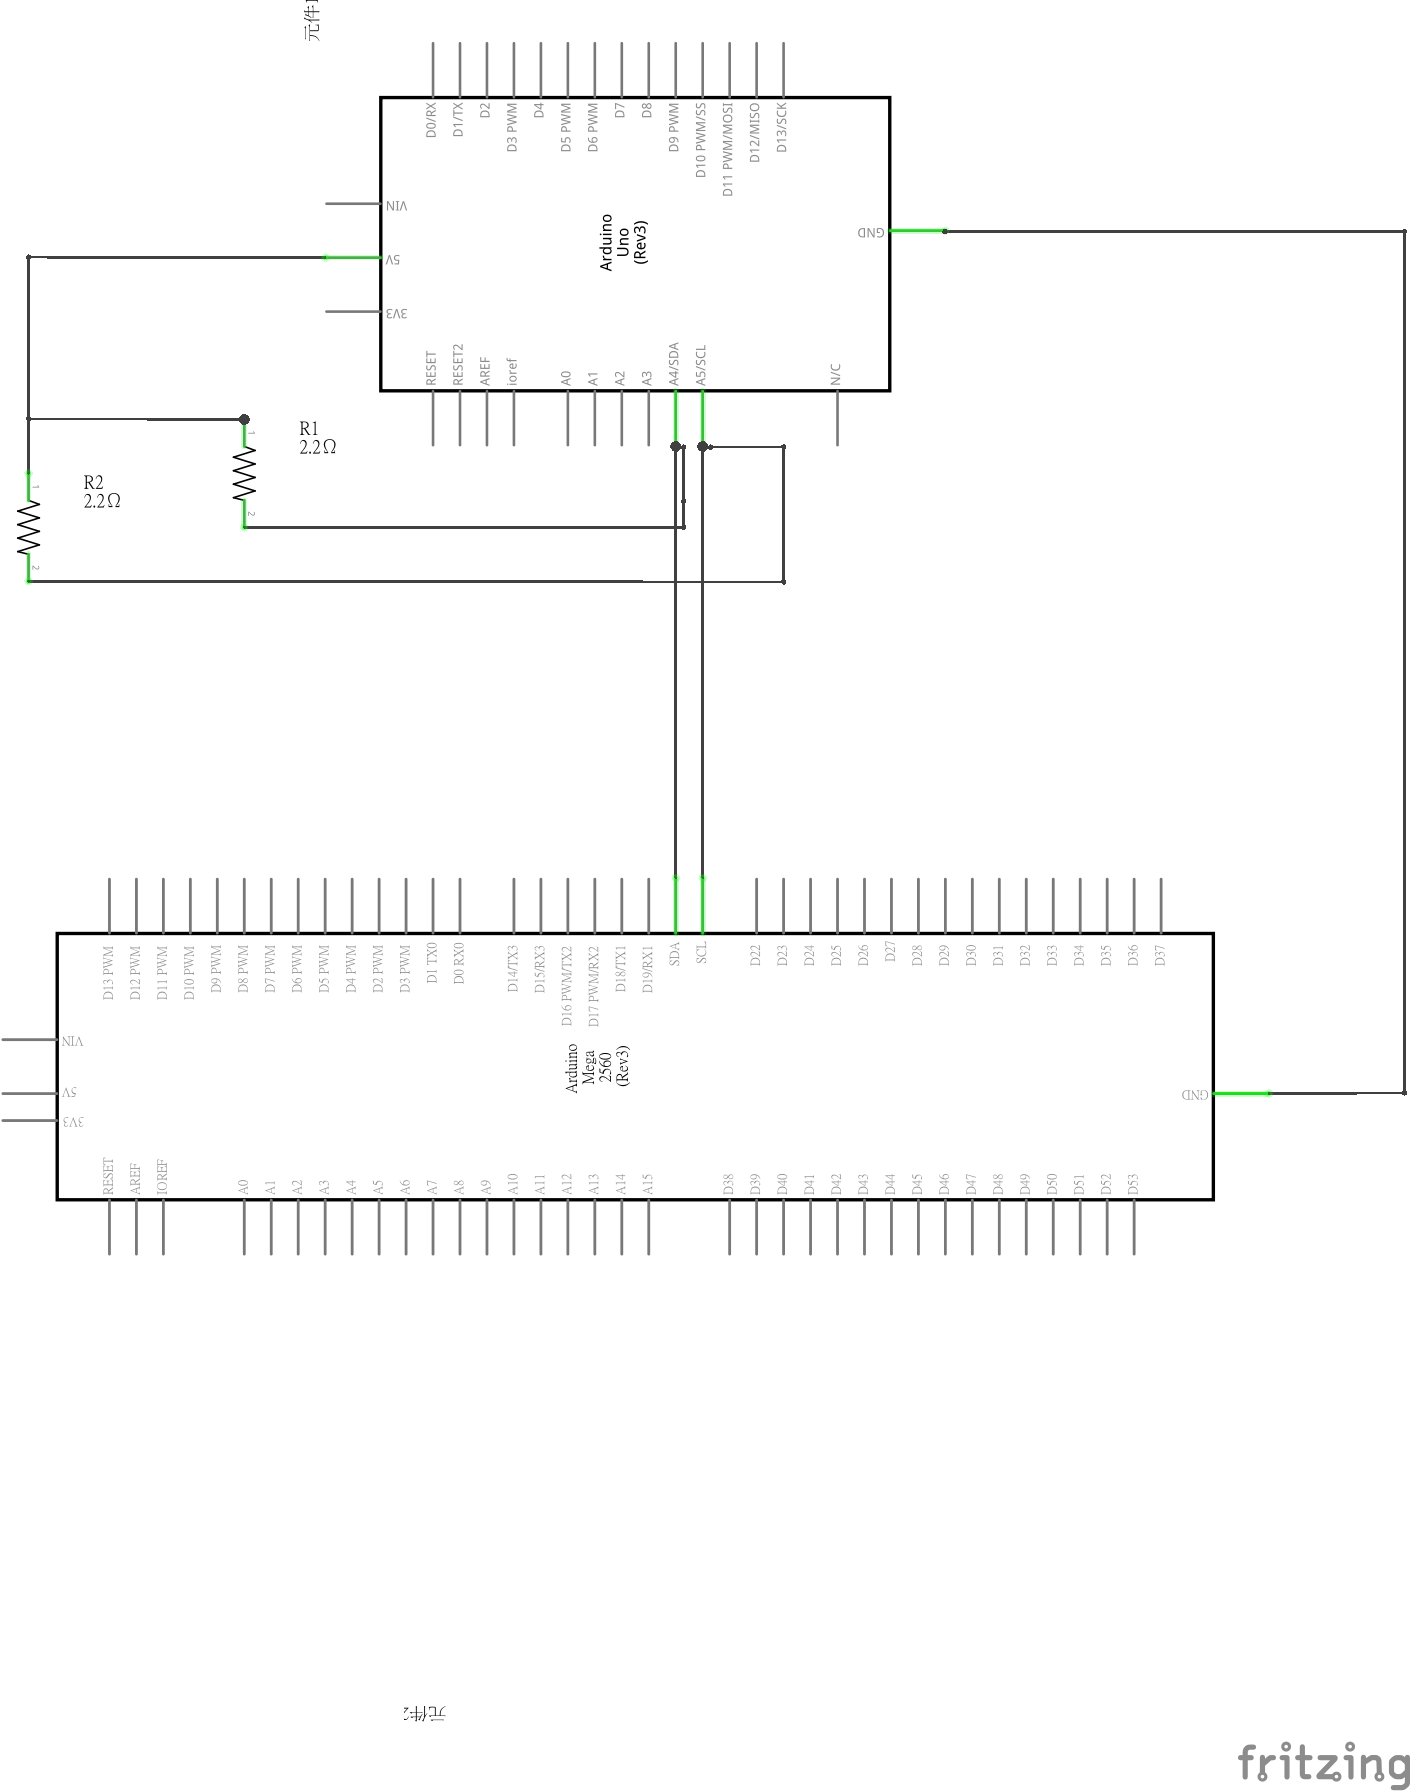 元件1
D0/RX
D1/TX
D2
D3 PWM
D4
D5 PWM
D6 PWM
D7
D8
D9 PWM
D10 PWM/SS
D11 PWM/MOSI
D12/MISO
D13/SCK
VIN
5V
3V3
Arduino
Uno
(Rev3)
GND
RESET
RESET2
AREF
ioref
A0
A1
A2
A3
A4/SDA
A5/SCL
N/C
R1
2.2Ω
1
2
R2
2.2Ω
1
2
D13 PWM
D12 PWM
D11 PWM
D10 PWM
D9 PWM
D8 PWM
D7 PWM
D6 PWM
D5 PWM
D4 PWM
D2 PWM
D3 PWM
D1 TX0
D0 RX0
D14/TX3
D15/RX3
D16 PWM/TX2
D17 PWM/RX2
D18/TX1
D19/RX1
SDA
SCL
D22
D23
D24
D25
D26
D27
D28
D29
D30
D31
D32
D33
D34
D35
D36
D37
VIN
5V
3V3
Arduino
Mega
2560
(Rev3)
GND
RESET
AREF
IOREF
A0
A1
A2
A3
A4
A5
A6
A7
A8
A9
A10
A11
A12
A13
A14
A15
D38
D39
D40
D41
D42
D43
D44
D45
D46
D47
D48
D49
D50
D51
D52
D53
元件2
fritzing